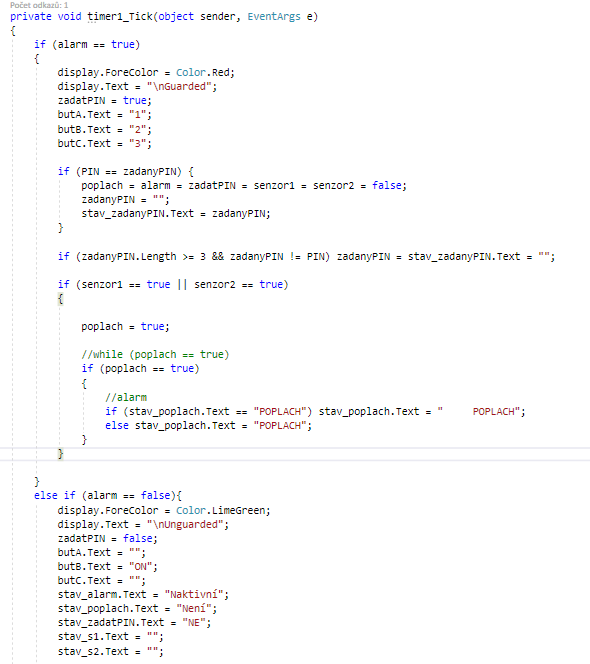 Počet odkazů: 1
private void timer1_Tick(object sender, EventArgs e)
{
    if (alarm == true)
    {
        display.ForeColor = Color.Red;
        display.Text = "\nGuarded";
        zadatPIN = true;
        butA.Text = "1";
        butB.Text = "2";
        butC.Text = "3";

        if (PIN == zadanyPIN) {
            poplach = alarm = zadatPIN = senzor1 = senzor2 = false;
            zadanyPIN = "";
            stav_zadanyPIN.Text = zadanyPIN;
        }

        if (zadanyPIN.Length >= 3 && zadanyPIN != PIN) zadanyPIN = stav_zadanyPIN.Text = "";

        if (senzor1 == true || senzor2 == true)
        {

            poplach = true;

            //while (poplach == true)
            if (poplach == true)
            {
                //alarm
                if (stav_poplach.Text == "POPLACH") stav_poplach.Text = "     POPLACH";
                else stav_poplach.Text = "POPLACH";
            }
        }

    }
    else if (alarm == false){
        display.ForeColor = Color.LimeGreen;
        display.Text = "\nUnguarded";
        zadatPIN = false;
        butA.Text = "";
        butB.Text = "ON";
        butC.Text = "";
        stav_alarm.Text = "Naktivní";
        stav_poplach.Text = "Není";
        stav_zadatPIN.Text = "NE";
        stav_s1.Text = "";
        stav_s2.Text = "";